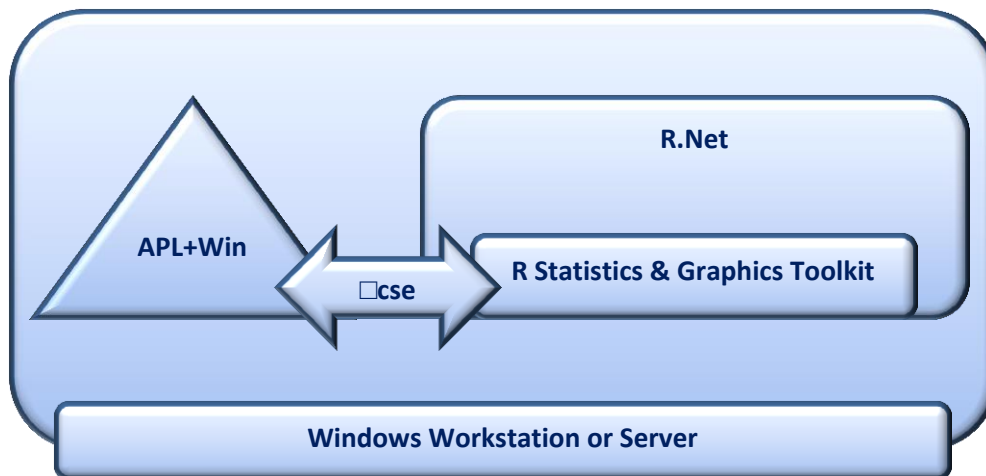 R.Net
APL+Win
R Statistics & Graphics Toolkit
□cse
Windows Workstation or Server